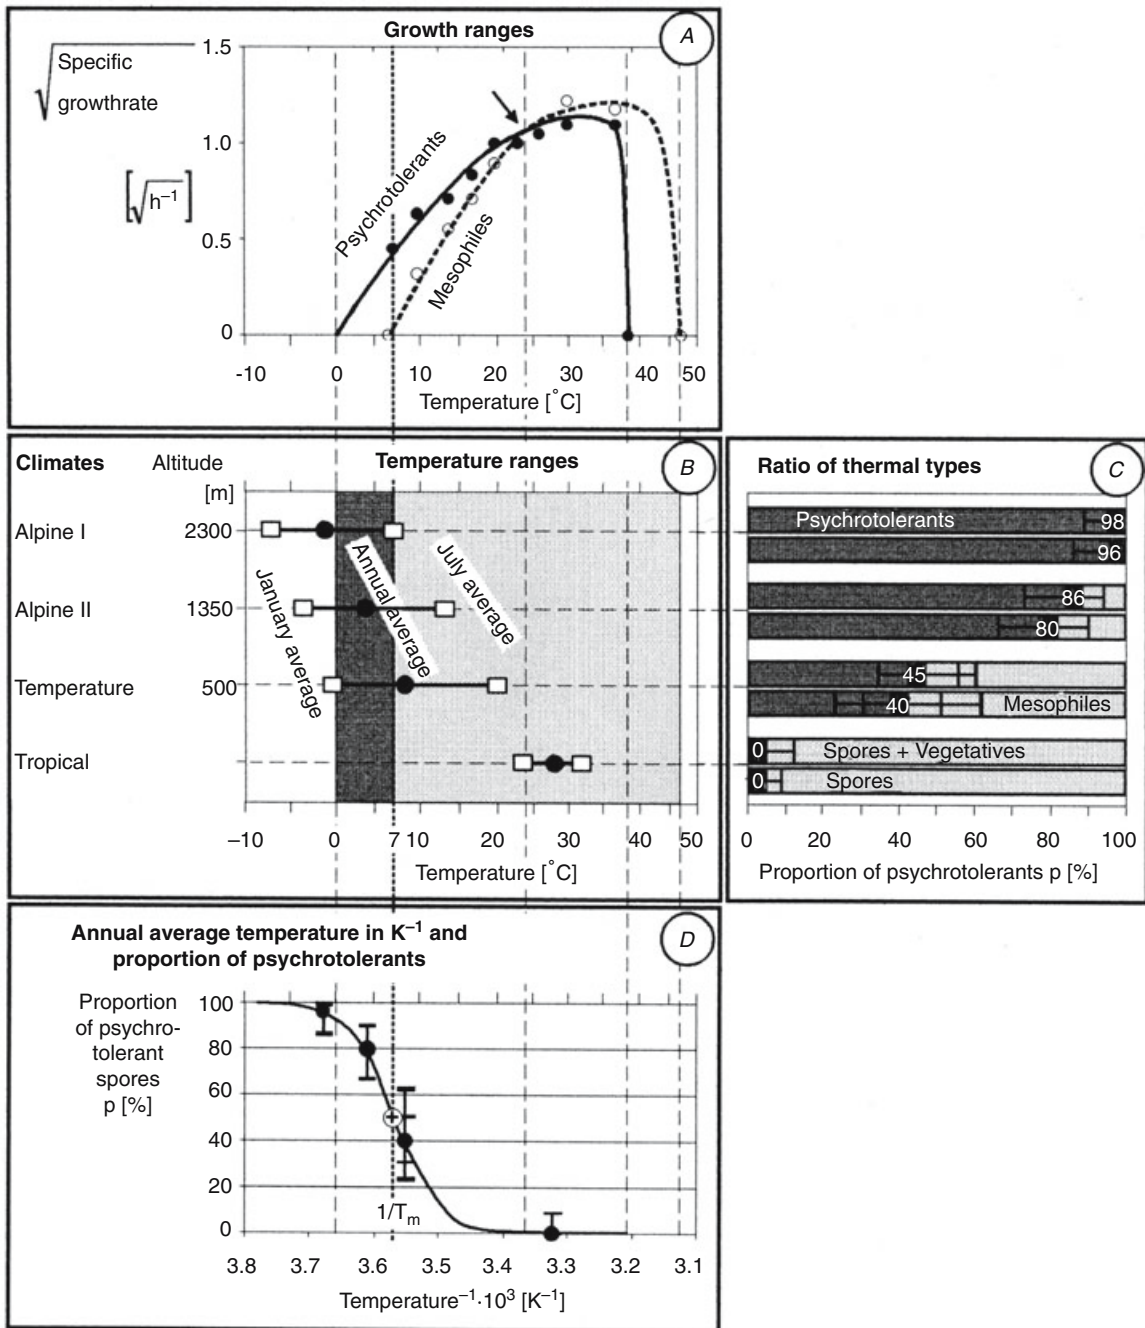 Growth ranges
A
Specific
growthrate
[√h⁻¹]
1.5
1.0
0.5
0
Psychrotolerants
Mesophiles
-10 0 10 20 30 40 50
Temperature [°C]
Climates Altitude [m]
Temperature ranges
B
Alpine I 2300
Alpine II 1350
Temperature 500
Tropical
January average
Annual average
July average
–10 0 7 10 20 30 40 50
Temperature [°C]
Ratio of thermal types
C
Psychrotolerants 98
96
86
80
45
40 Mesophiles
0 Spores + Vegetatives
0 Spores
0 20 40 60 80 100
Proportion of psychrotolerants p [%]
Annual average temperature in K⁻¹ and
proportion of psychrotolerants
D
Proportion
of psychro-
tolerant
spores
p [%]
100
80
60
40
20
0
1/Tₘ
3.8 3.7 3.6 3.5 3.4 3.3 3.2 3.1
Temperature⁻¹·10³ [K⁻¹]